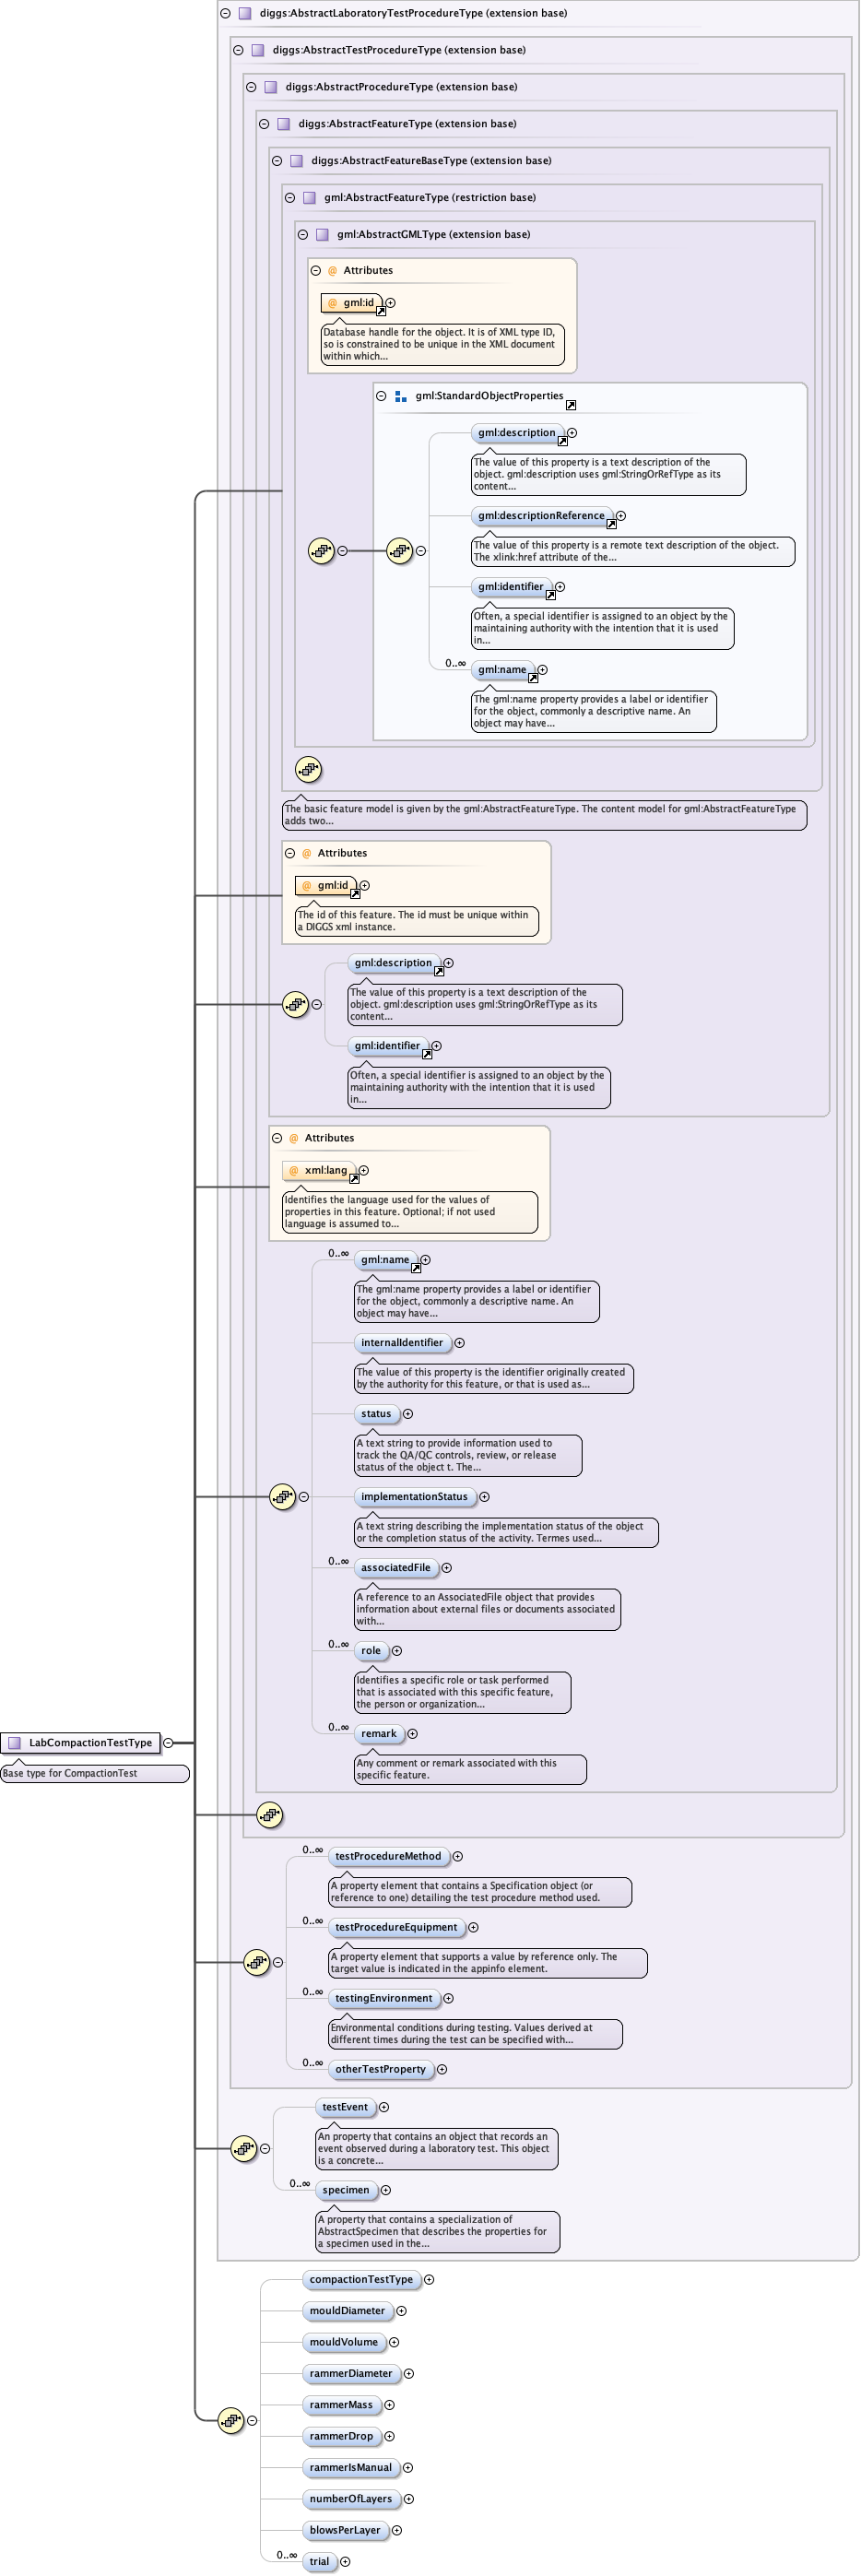 diggs:AbstractLaboratoryTestProcedureType (extension base)
diggs:AbstractTestProcedureType (extension base)
diggs:AbstractProcedureType (extension base)
diggs:AbstractFeatureType (extension base)
diggs:AbstractFeatureBaseType (extension base)
gml:AbstractFeatureType (restriction base)
gml:AbstractGMLType (extension base)
@ Attributes
@ gml:id
Database handle for the object. It is of XML type ID,
so is constrained to be unique in the XML document
within which...
gml:StandardObjectProperties
gml:description
The value of this property is a text description of the
object. gml:description uses gml:StringOrRefType as its
content...
gml:descriptionReference
The value of this property is a remote text description of the object.
The xlink:href attribute of the...
gml:identifier
Often, a special identifier is assigned to an object by the
maintaining authority with the intention that it is used
in...
0..∞
gml:name
The gml:name property provides a label or identifier
for the object, commonly a descriptive name. An
object may have...
The basic feature model is given by the gml:AbstractFeatureType. The content model for gml:AbstractFeatureType
adds two...
@ Attributes
@ gml:id
The id of this feature. The id must be unique within
a DIGGS xml instance.
gml:description
The value of this property is a text description of the
object. gml:description uses gml:StringOrRefType as its
content...
gml:identifier
Often, a special identifier is assigned to an object by the
maintaining authority with the intention that it is used
in...
@ Attributes
@ xml:lang
Identifies the language used for the values of
properties in this feature. Optional; if not used
language is assumed to...
0..∞
gml:name
The gml:name property provides a label or identifier
for the object, commonly a descriptive name. An
object may have...
internalIdentifier
The value of this property is the identifier originally created
by the authority for this feature, or that is used as...
status
A text string to provide information used to
track the QA/QC controls, review, or release
status of the object t. The...
implementationStatus
A text string describing the implementation status of the object
or the completion status of the activity. Termes used...
0..∞
associatedFile
A reference to an AssociatedFile object that provides
information about external files or documents associated
with...
0..∞
role
Identifies a specific role or task performed
that is associated with this specific feature,
the person or organization...
0..∞
remark
Any comment or remark associated with this
specific feature.
LabCompactionTestType
Base type for CompactionTest
0..∞
testProcedureMethod
A property element that contains a Specification object (or
reference to one) detailing the test procedure method used.
0..∞
testProcedureEquipment
A property element that supports a value by reference only. The
target value is indicated in the appinfo element.
0..∞
testingEnvironment
Environmental conditions during testing. Values derived at
different times during the test can be specified with...
0..∞
otherTestProperty
testEvent
An property that contains an object that records an
event observed during a laboratory test. This object
is a concrete...
0..∞
specimen
A property that contains a specialization of
AbstractSpecimen that describes the properties for
a specimen used in the...
compactionTestType
mouldDiameter
mouldVolume
rammerDiameter
rammerMass
rammerDrop
rammerIsManual
numberOfLayers
blowsPerLayer
0..∞
trial